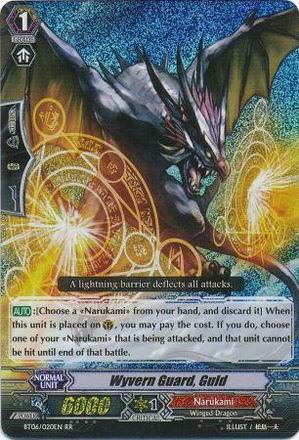 1
A lightning barrier deflects all attacks.
AUTO:[Choose a «Narukami» from your hand, and discard it] When
this unit is placed on , you may pay the cost. If you do, choose
one of your «Narukami» that is being attacked, and that unit cannot
be hit until end of that battle.
NORMAL
UNIT
Wyvern Guard, Guld
POWER
6000
1
Narukami
Winged Dragon
BT06/020EN RR